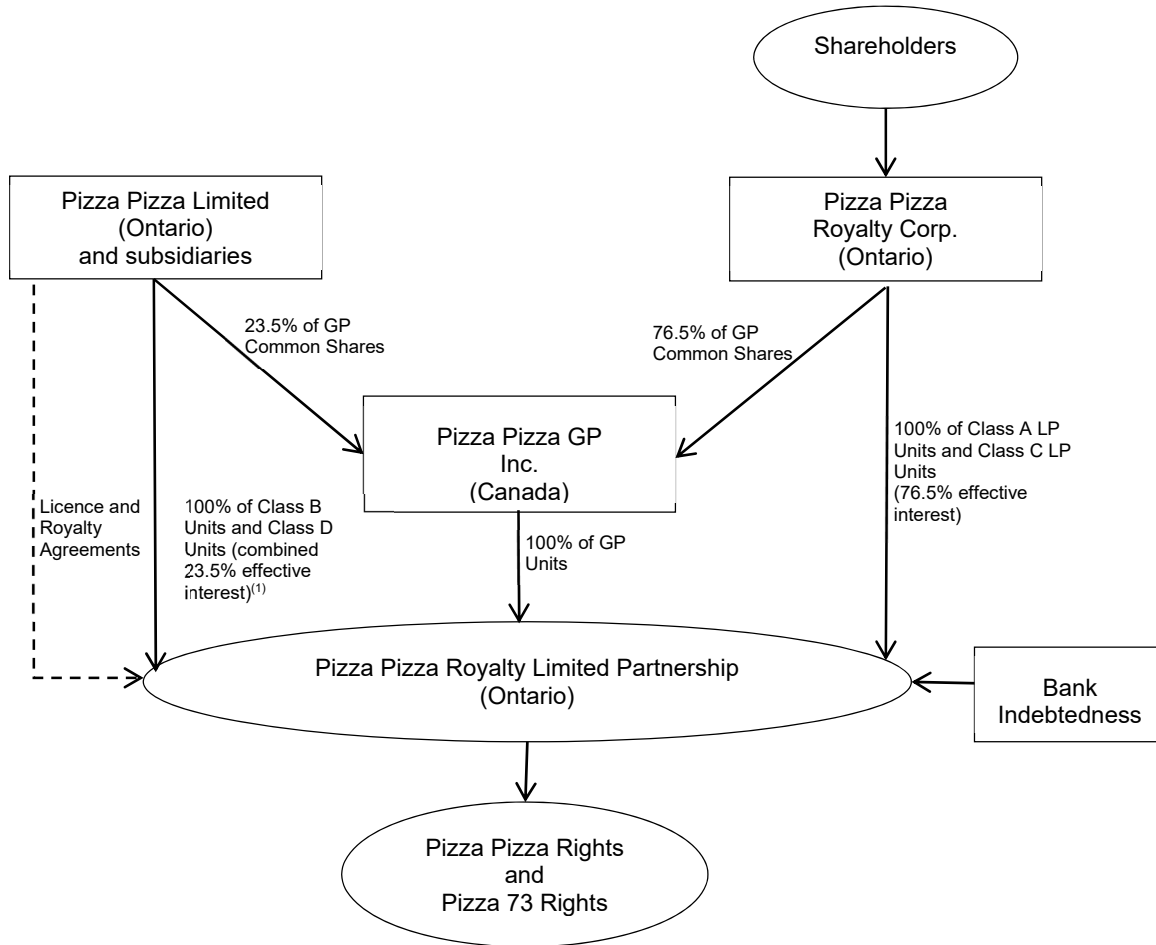 Shareholders
Pizza Pizza Limited
(Ontario)
and subsidiaries
Pizza Pizza
Royalty Corp.
(Ontario)
23.5% of GP
Common Shares
76.5% of GP
Common Shares
Pizza Pizza GP
Inc.
(Canada)
100% of Class A LP
Units and Class C LP
Units
(76.5% effective
interest)
Licence and
Royalty
Agreements
100% of Class B
Units and Class D
Units (combined
23.5% effective
interest)(1)
100% of GP
Units
Pizza Pizza Royalty Limited Partnership
(Ontario)
Bank
Indebtedness
Pizza Pizza Rights
and
Pizza 73 Rights